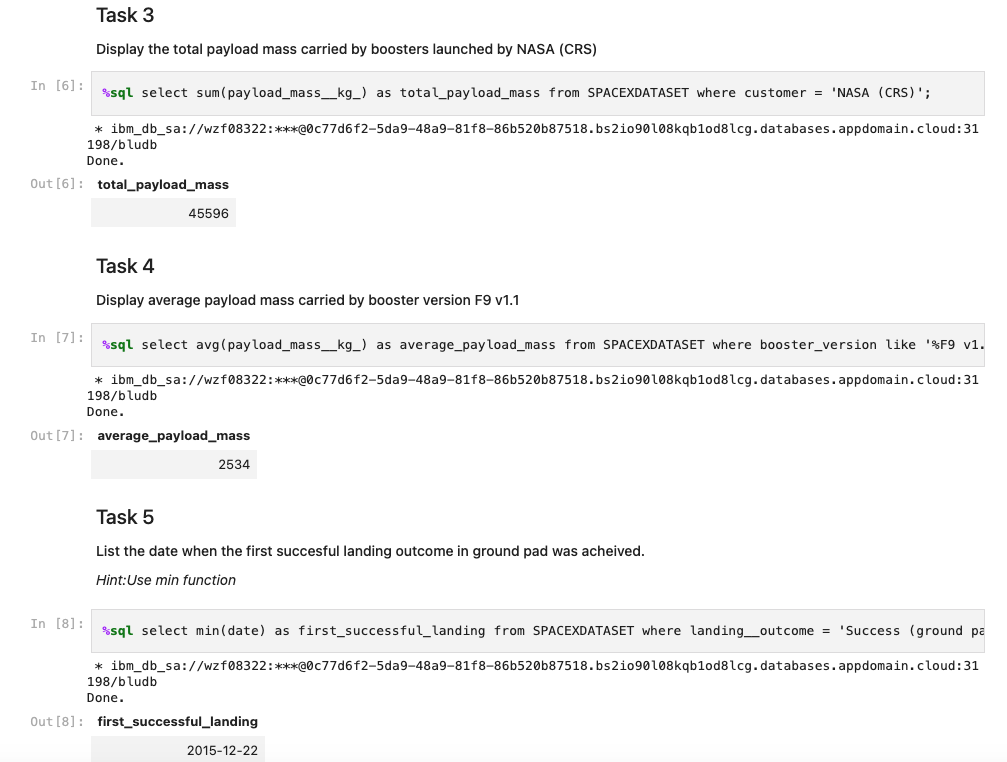 Task 3
Display the total payload mass carried by boosters launched by NASA (CRS)
In [6]: %sql select sum(payload_mass__kg_) as total_payload_mass from SPACEXDATASET where customer = 'NASA (CRS)';
* ibm_db_sa://wzf08322:***@0c77d6f2-5da9-48a9-81f8-86b520b87518.bs2io90l08kqb1od8lcg.databases.appdomain.cloud:31
198/bludb
Done.
Out[6]: total_payload_mass
45596
Task 4
Display average payload mass carried by booster version F9 v1.1
In [7]: %sql select avg(payload_mass__kg_) as average_payload_mass from SPACEXDATASET where booster_version like '%F9 v1.
* ibm_db_sa://wzf08322:***@0c77d6f2-5da9-48a9-81f8-86b520b87518.bs2io90l08kqb1od8lcg.databases.appdomain.cloud:31
198/bludb
Done.
Out[7]: average_payload_mass
2534
Task 5
List the date when the first succesful landing outcome in ground pad was acheived.
Hint:Use min function
In [8]: %sql select min(date) as first_successful_landing from SPACEXDATASET where landing__outcome = 'Success (ground pa
* ibm_db_sa://wzf08322:***@0c77d6f2-5da9-48a9-81f8-86b520b87518.bs2io90l08kqb1od8lcg.databases.appdomain.cloud:31
198/bludb
Done.
Out[8]: first_successful_landing
2015-12-22